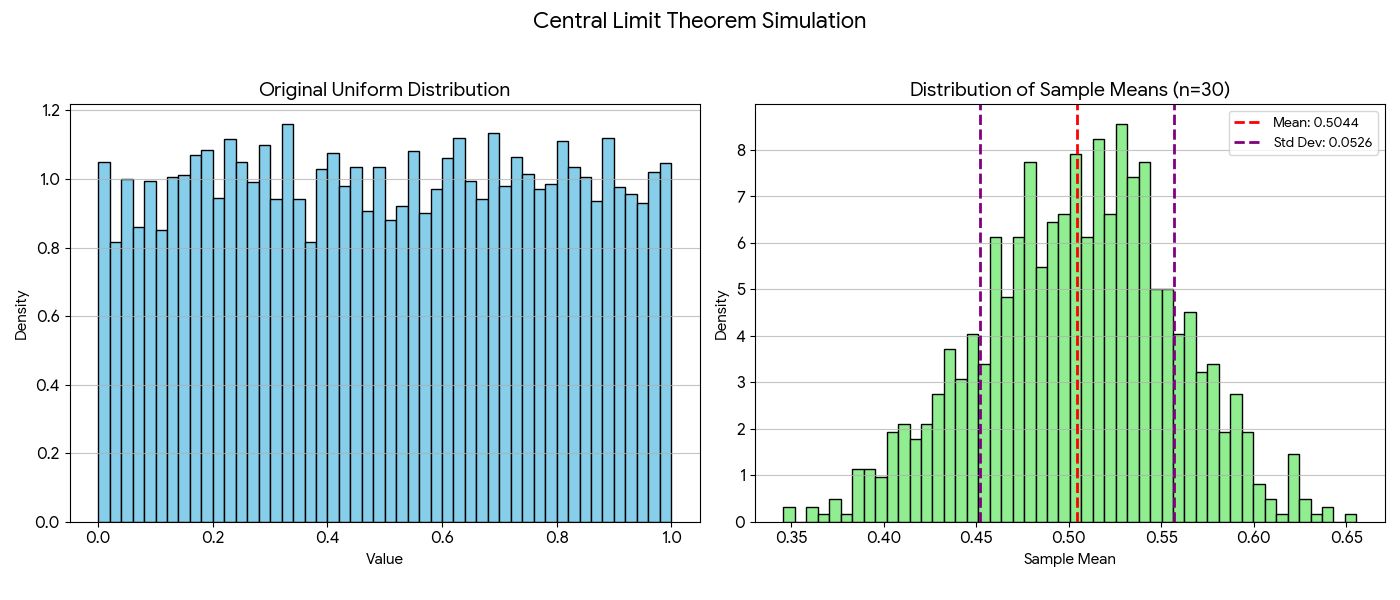 Central Limit Theorem Simulation
Original Uniform Distribution
1.2
1.0
0.8
0.6
0.4
0.2
0.0
Density
0.0 0.2 0.4 0.6 0.8 1.0
Value
Distribution of Sample Means (n=30)
Mean: 0.5044
Std Dev: 0.0526
8
7
6
5
4
3
2
1
0
Density
0.35 0.40 0.45 0.50 0.55 0.60 0.65
Sample Mean